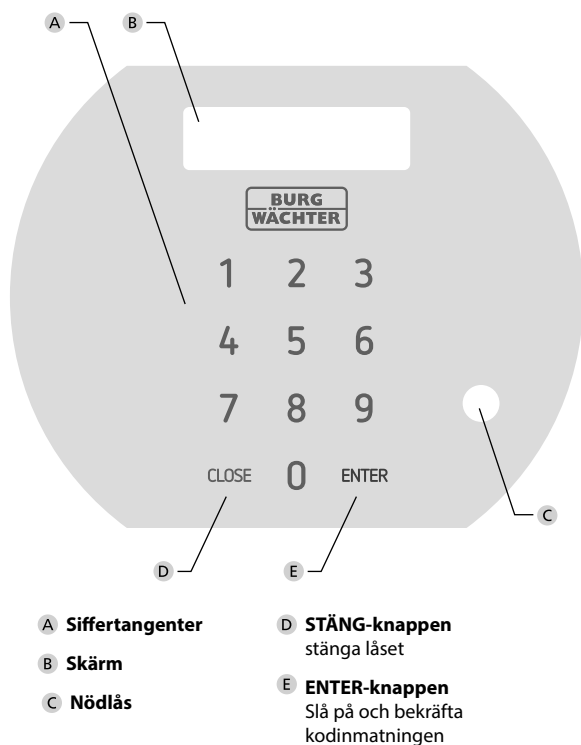 A B
BURG
WÄCHTER
1 2 3
4 5 6
7 8 9
CLOSE 0 ENTER
C
D E
A Siffertangenter
B Skärm
C Nödlås
D STÄNG-knappen
stänga låset
E ENTER-knappen
Slå på och bekräfta
kodinmatningen